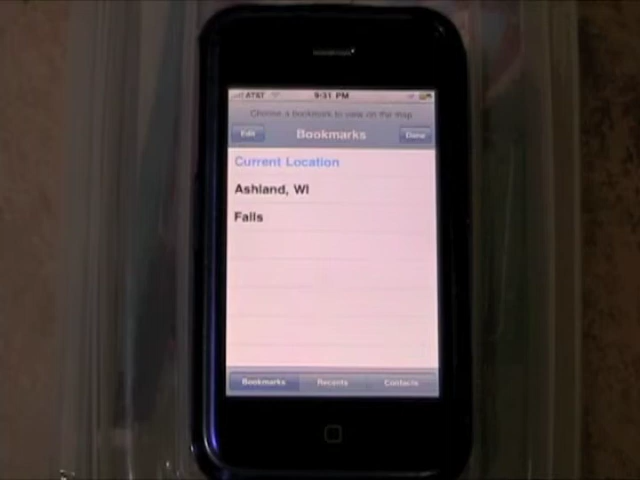 AT&T 9:31 PM
Choose a bookmark to view on the map
Edit Bookmarks Done
Current Location
Ashland, WI
Falls
Bookmarks Recents Contacts